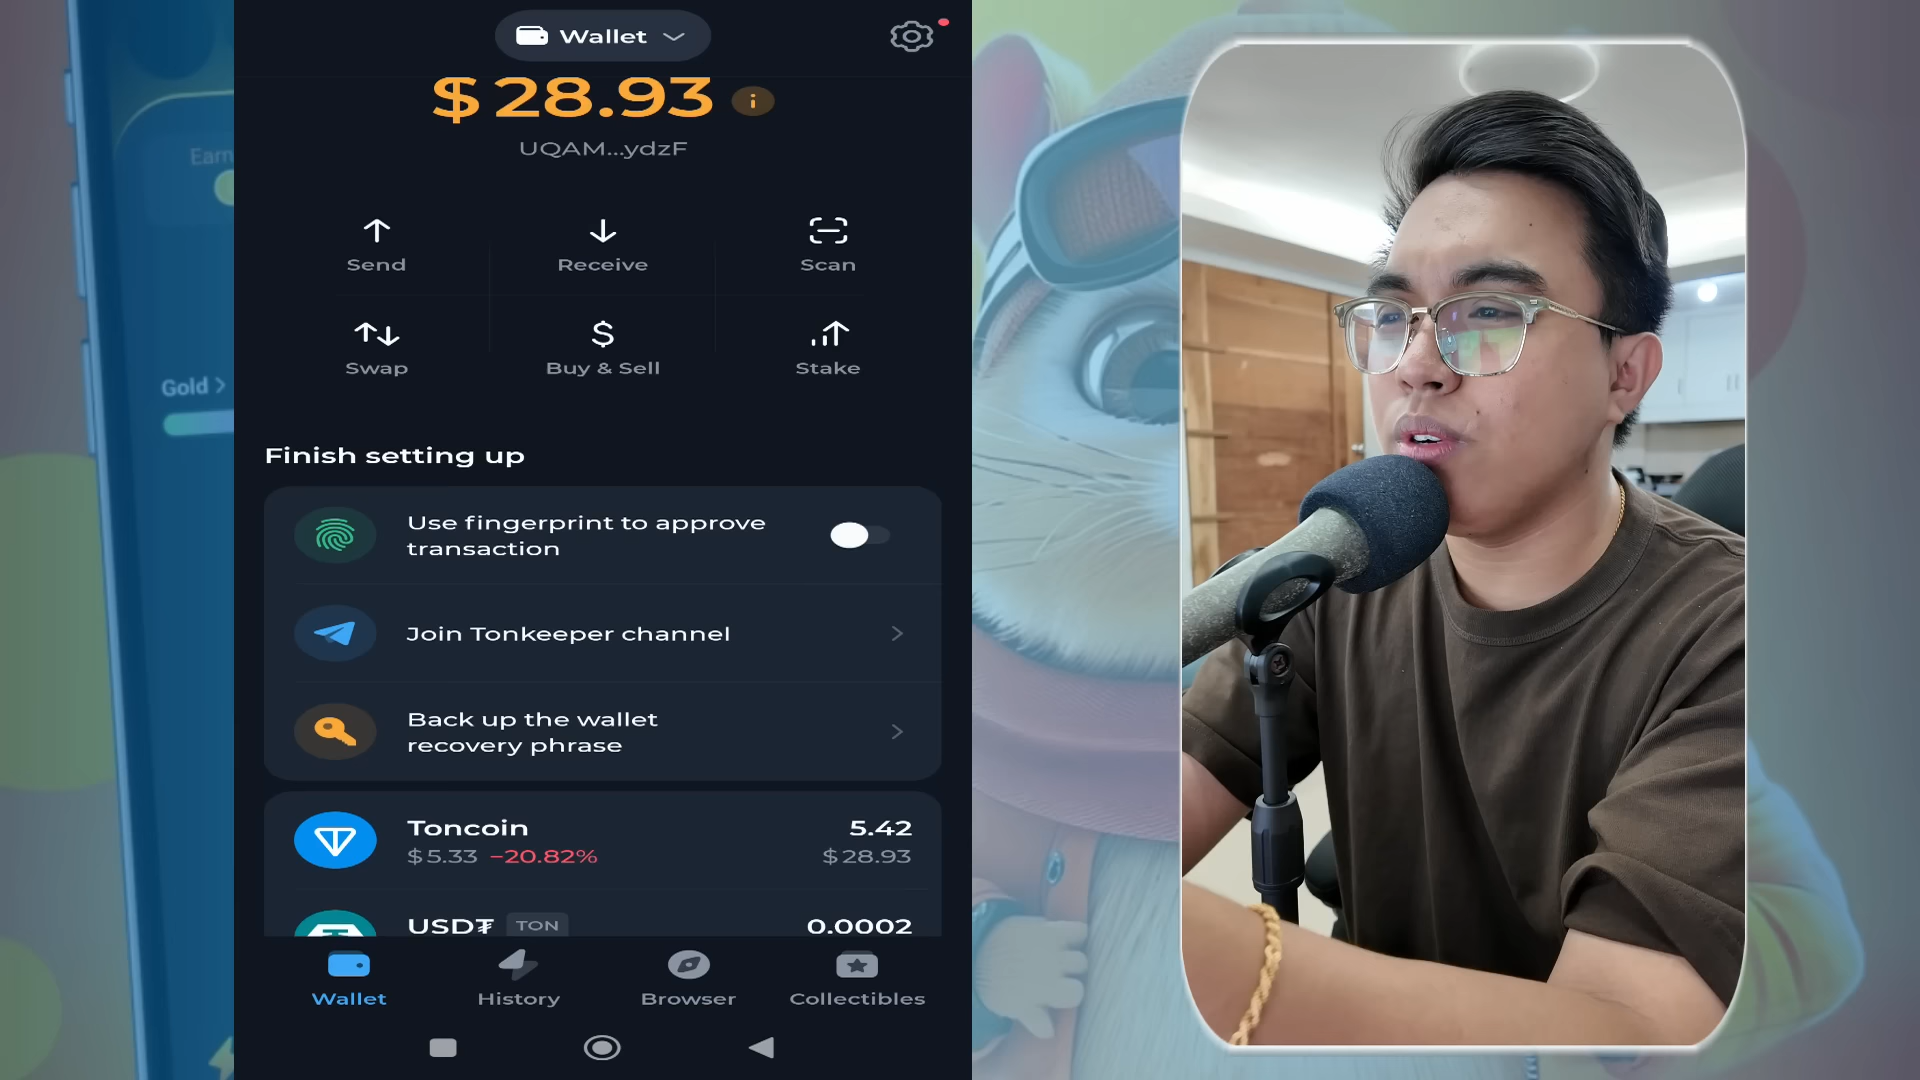 Wallet
$ 28.93
UQAM...ydzF
Send
Receive
Scan
Swap
Buy & Sell
Stake
Finish setting up
Use fingerprint to approve
transaction
Join Tonkeeper channel
Back up the wallet
recovery phrase
Toncoin
5.42
$ 5.33 −20.82%
$ 28.93
USD₮ TON
0.0002
Wallet
History
Browser
Collectibles
Earn
Gold >